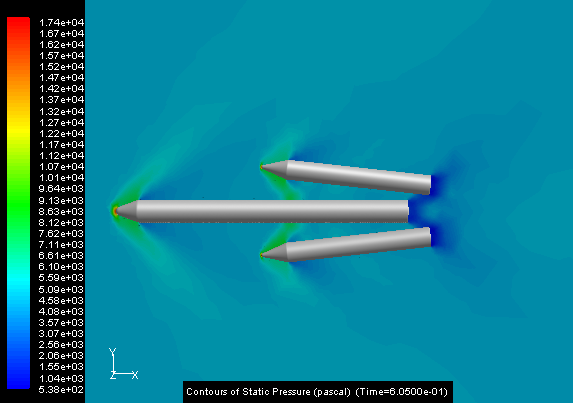 1.74e+04
1.67e+04
1.62e+04
1.57e+04
1.52e+04
1.47e+04
1.42e+04
1.37e+04
1.32e+04
1.27e+04
1.22e+04
1.17e+04
1.12e+04
1.07e+04
1.01e+04
9.64e+03
9.13e+03
8.63e+03
8.12e+03
7.62e+03
7.11e+03
6.61e+03
6.10e+03
5.59e+03
5.09e+03
4.58e+03
4.08e+03
3.57e+03
3.07e+03
2.56e+03
2.06e+03
1.55e+03
1.04e+03
5.38e+02
Y
Z X
Contours of Static Pressure (pascal) (Time=6.0500e-01)